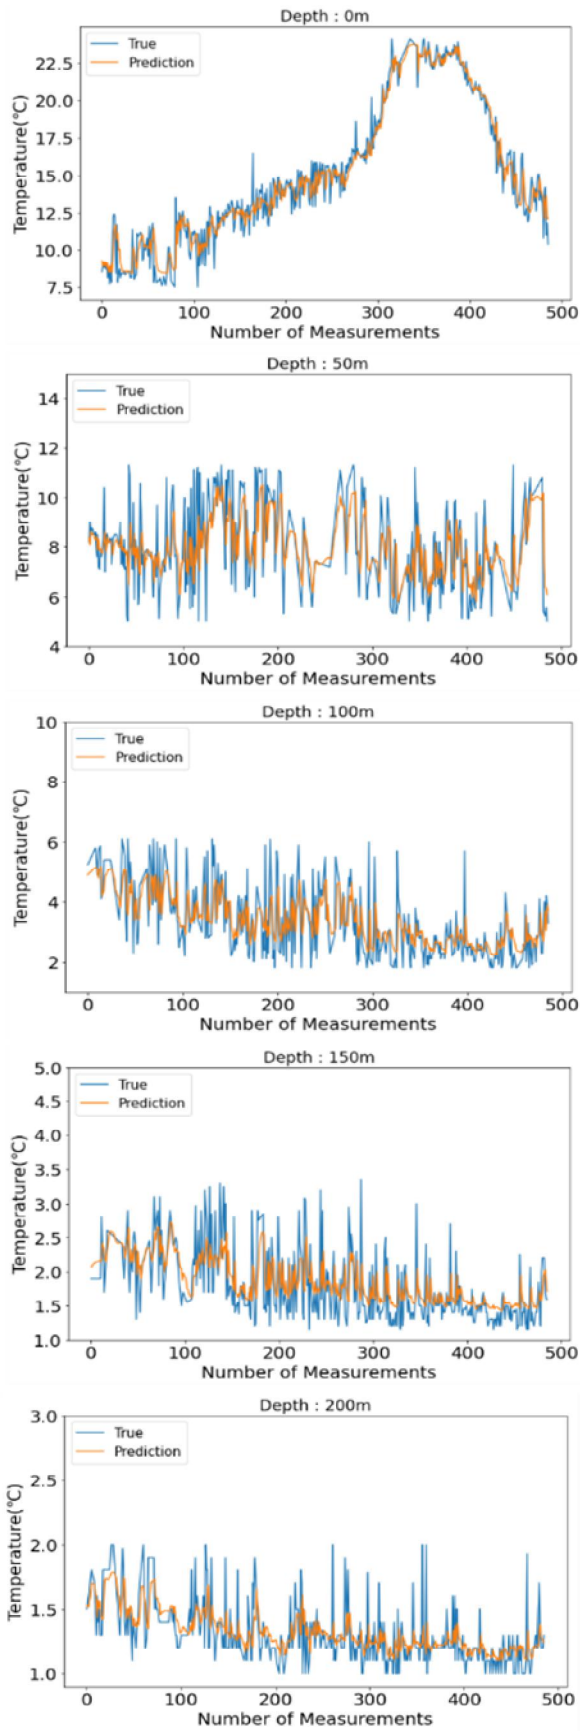 Depth : 0m
True
Prediction
Temperature(℃)
22.5
20.0
17.5
15.0
12.5
10.0
7.5
0 100 200 300 400 500
Number of Measurements
Depth : 50m
True
Prediction
Temperature(℃)
14
12
10
8
6
4
0 100 200 300 400 500
Number of Measurements
Depth : 100m
True
Prediction
Temperature(℃)
10
8
6
4
2
0 100 200 300 400 500
Number of Measurements
Depth : 150m
True
Prediction
Temperature(℃)
5.0
4.5
4.0
3.5
3.0
2.5
2.0
1.5
1.0
0 100 200 300 400 500
Number of Measurements
Depth : 200m
True
Prediction
Temperature(℃)
3.0
2.5
2.0
1.5
1.0
0 100 200 300 400 500
Number of Measurements